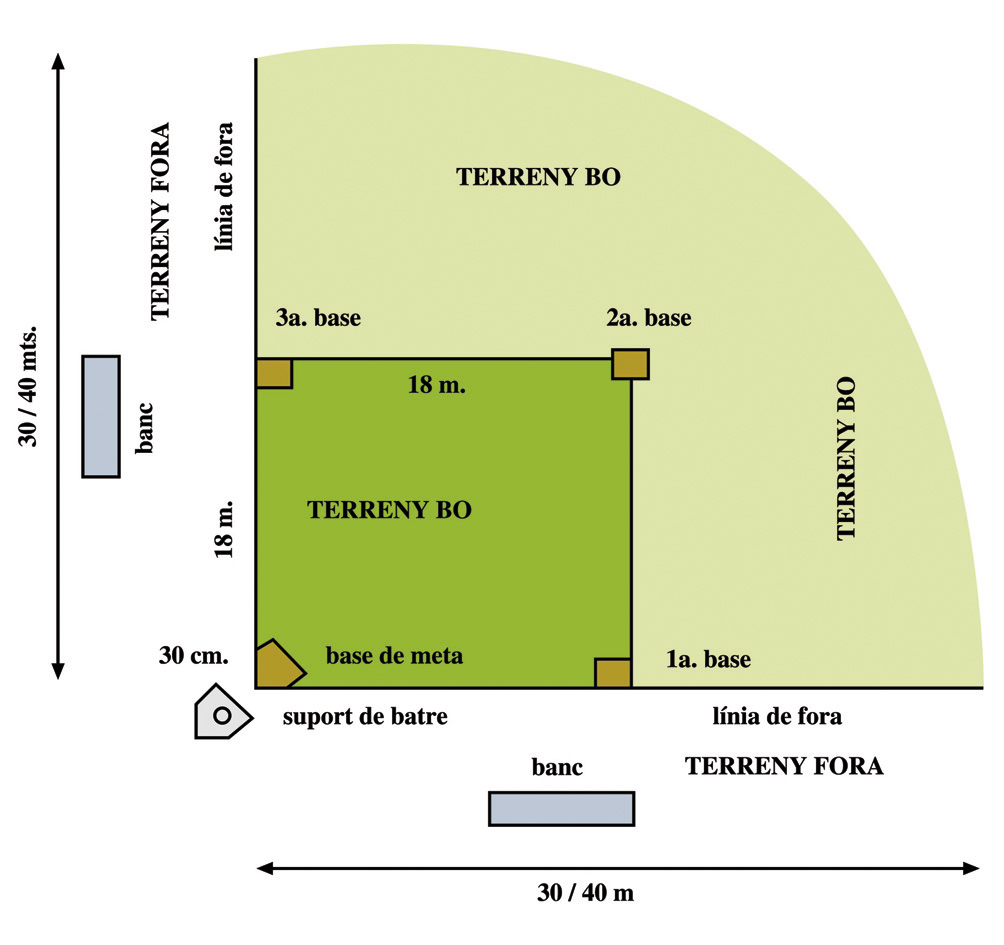 TERRENY BO
TERRENY FORA
línia de fora
3a. base
2a. base
30 / 40 mts.
banc
18 m.
TERRENY BO
TERRENY BO
18 m.
30 cm.
base de meta
1a. base
suport de batre
línia de fora
banc
TERRENY FORA
30 / 40 m